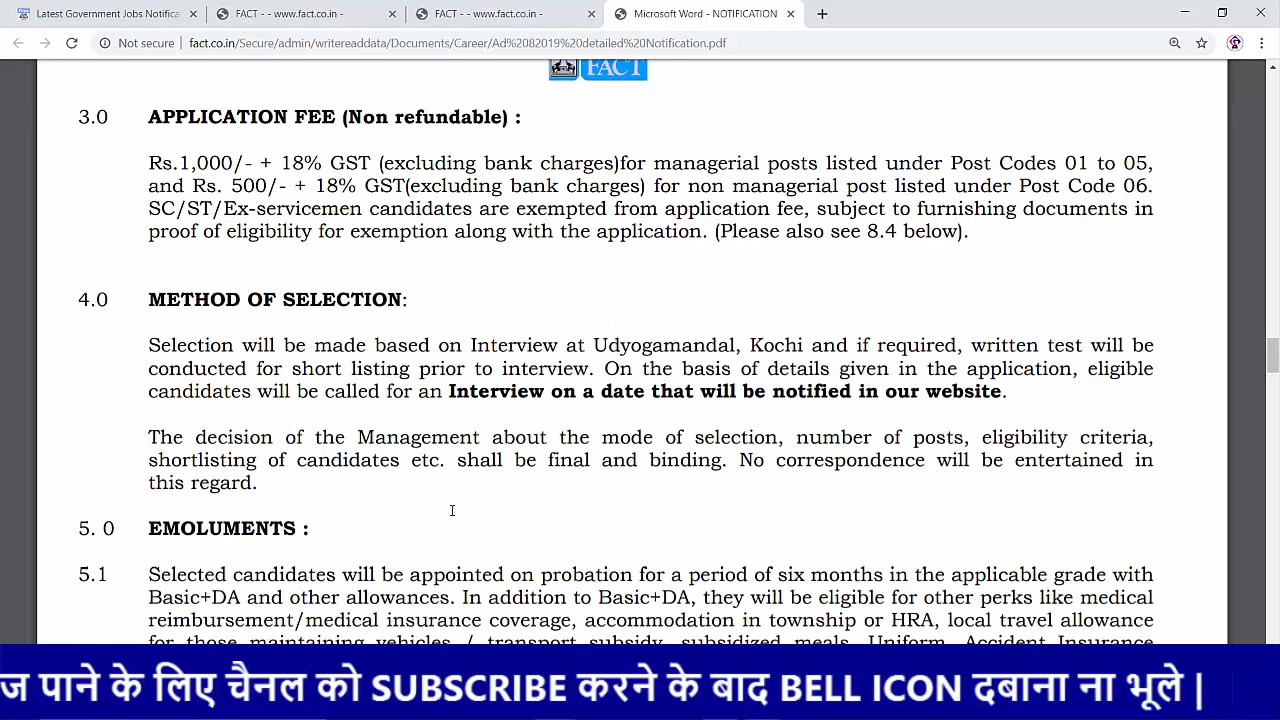 Latest Government Jobs Notifica
FACT - - www.fact.co.in -
FACT - - www.fact.co.in -
Microsoft Word - NOTIFICATION
Not secure | fact.co.in/Secure/admin/writereaddata/Documents/Career/Ad%2082019%20detailed%20Notification.pdf
FACT
3.0 APPLICATION FEE (Non refundable) :
Rs.1,000/- + 18% GST (excluding bank charges)for managerial posts listed under Post Codes 01 to 05,
and Rs. 500/- + 18% GST(excluding bank charges) for non managerial post listed under Post Code 06.
SC/ST/Ex-servicemen candidates are exempted from application fee, subject to furnishing documents in
proof of eligibility for exemption along with the application. (Please also see 8.4 below).
4.0 METHOD OF SELECTION:
Selection will be made based on Interview at Udyogamandal, Kochi and if required, written test will be
conducted for short listing prior to interview. On the basis of details given in the application, eligible
candidates will be called for an Interview on a date that will be notified in our website.
The decision of the Management about the mode of selection, number of posts, eligibility criteria,
shortlisting of candidates etc. shall be final and binding. No correspondence will be entertained in
this regard.
5. 0 EMOLUMENTS :
5.1 Selected candidates will be appointed on probation for a period of six months in the applicable grade with
Basic+DA and other allowances. In addition to Basic+DA, they will be eligible for other perks like medical
reimbursement/medical insurance coverage, accommodation in township or HRA, local travel allowance
for those maintaining vehicles / transport subsidy, subsidized meals, Uniform, Accident Insurance
ज पाने के लिए चैनल को SUBSCRIBE करने के बाद BELL ICON दबाना ना भूले |